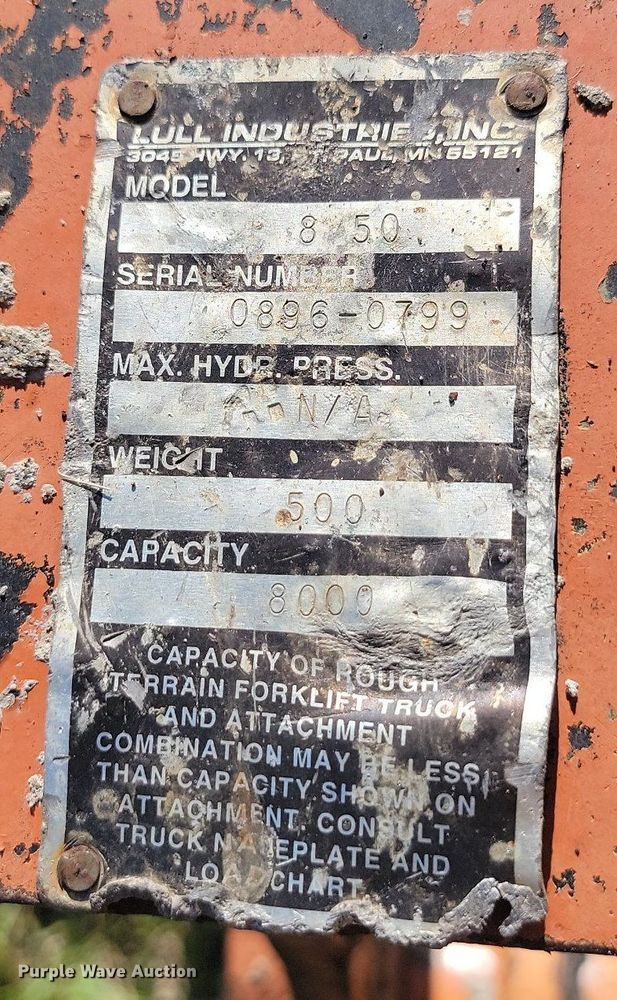 LULL INDUSTRIES, INC.
3045 HWY. 13, ST. PAUL, MN 55121
MODEL
8 50
SERIAL NUMBER
0896-0799
MAX. HYDR. PRESS.
N/A
WEIGHT
500
CAPACITY
8000
CAPACITY OF ROUGH
TERRAIN FORKLIFT TRUCK
AND ATTACHMENT
COMBINATION MAY BE LESS
THAN CAPACITY SHOWN ON
ATTACHMENT. CONSULT
TRUCK NAMEPLATE AND
LOAD CHART
Purple Wave Auction